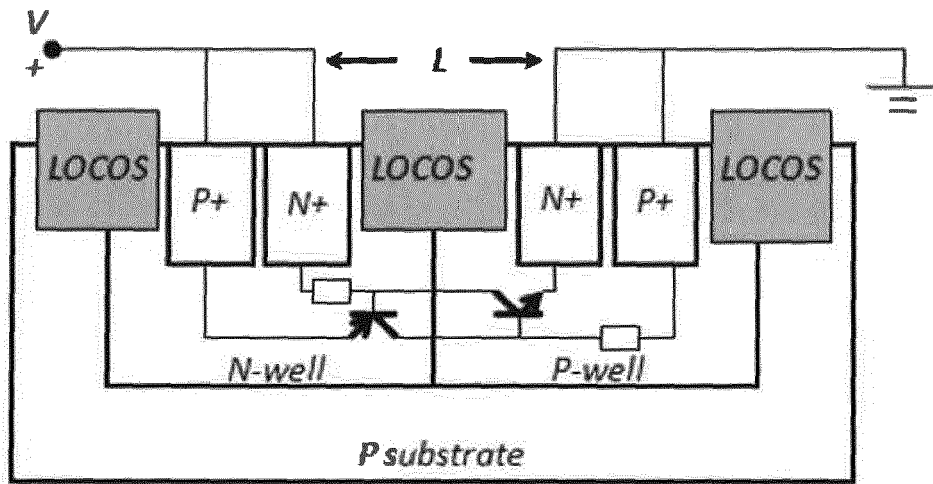 V
+
L
LOCOS
P+
N+
LOCOS
N+
P+
LOCOS
N-well
P-well
P substrate